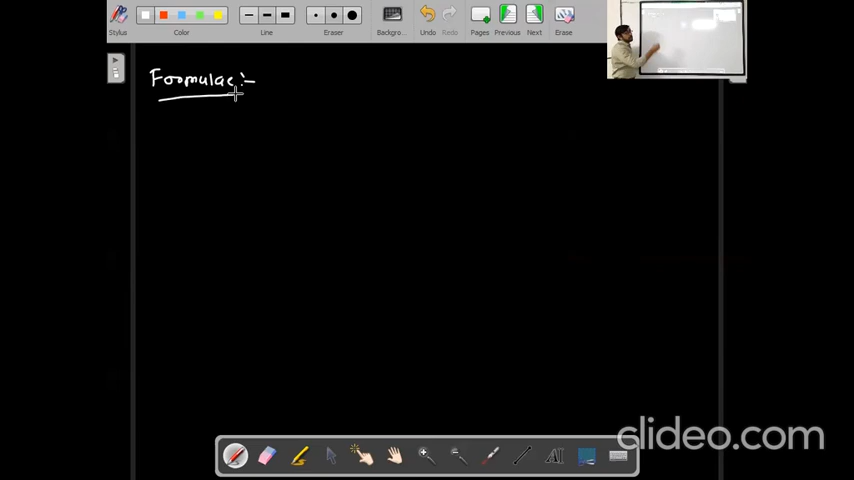 Stylus Color Line Eraser Backgro... Undo Redo Pages Previous Next Erase
Formulae:-
clideo.com